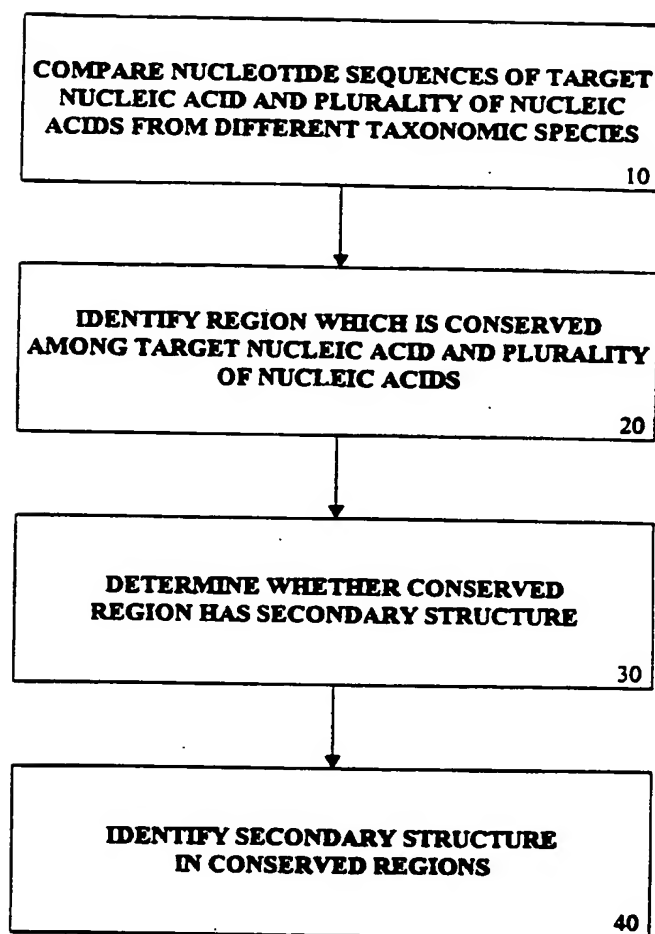 COMPARE NUCLEOTIDE SEQUENCES OF TARGET
NUCLEIC ACID AND PLURALITY OF NUCLEIC
ACIDS FROM DIFFERENT TAXONOMIC SPECIES
10
IDENTIFY REGION WHICH IS CONSERVED
AMONG TARGET NUCLEIC ACID AND PLURALITY
OF NUCLEIC ACIDS
20
DETERMINE WHETHER CONSERVED
REGION HAS SECONDARY STRUCTURE
30
IDENTIFY SECONDARY STRUCTURE
IN CONSERVED REGIONS
40